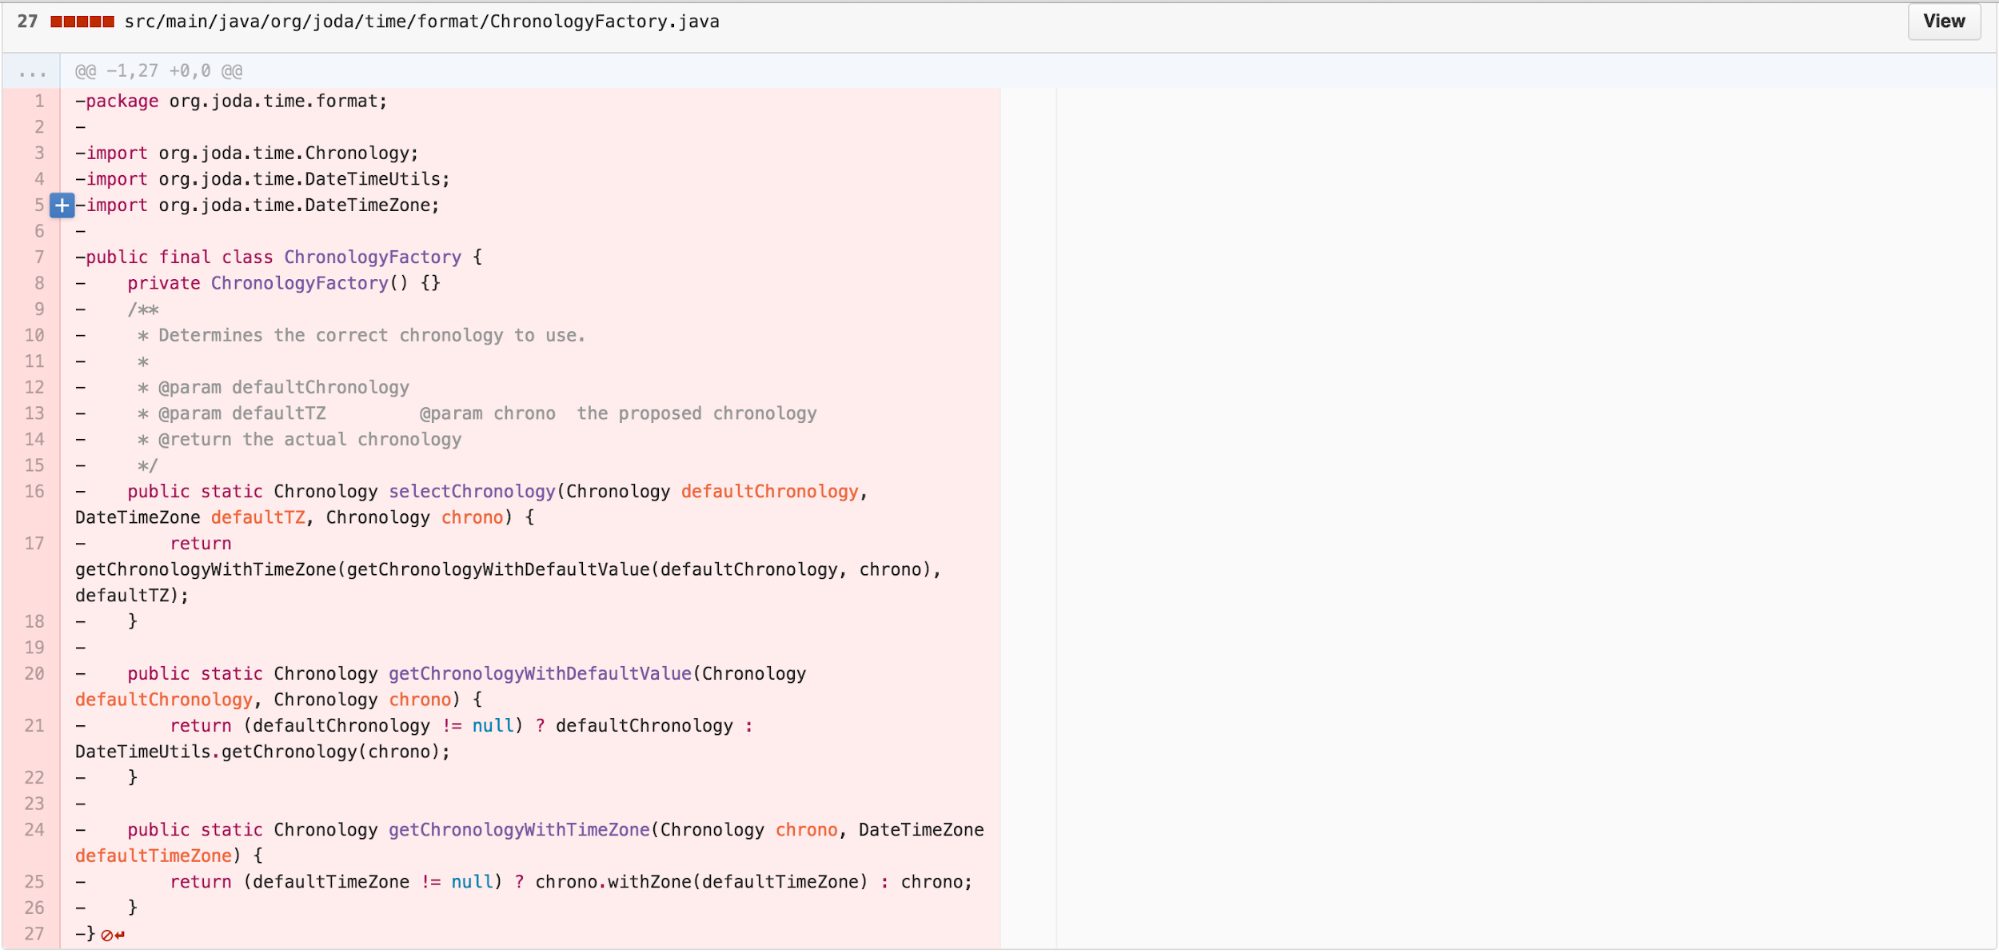 27 src/main/java/org/joda/time/format/ChronologyFactory.java View
... @@ -1,27 +0,0 @@
1 -package org.joda.time.format;
2 -
3 -import org.joda.time.Chronology;
4 -import org.joda.time.DateTimeUtils;
5 + -import org.joda.time.DateTimeZone;
6 -
7 -public final class ChronologyFactory {
8 -    private ChronologyFactory() {}
9 -    /**
10 -     * Determines the correct chronology to use.
11 -     *
12 -     * @param defaultChronology
13 -     * @param defaultTZ         @param chrono  the proposed chronology
14 -     * @return the actual chronology
15 -     */
16 -    public static Chronology selectChronology(Chronology defaultChronology,
DateTimeZone defaultTZ, Chronology chrono) {
17 -        return
getChronologyWithTimeZone(getChronologyWithDefaultValue(defaultChronology, chrono),
defaultTZ);
18 -    }
19 -
20 -    public static Chronology getChronologyWithDefaultValue(Chronology
defaultChronology, Chronology chrono) {
21 -        return (defaultChronology != null) ? defaultChronology :
DateTimeUtils.getChronology(chrono);
22 -    }
23 -
24 -    public static Chronology getChronologyWithTimeZone(Chronology chrono, DateTimeZone
defaultTimeZone) {
25 -        return (defaultTimeZone != null) ? chrono.withZone(defaultTimeZone) : chrono;
26 -    }
27 -}